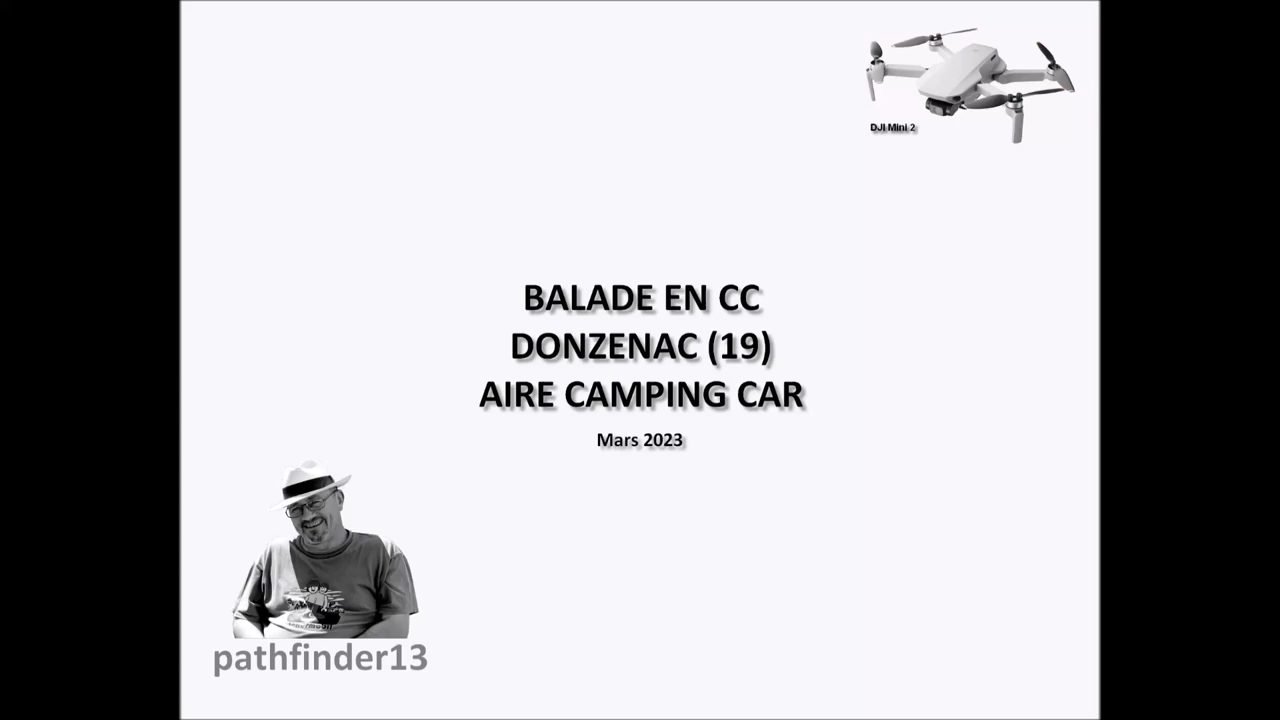 DJI Mini 2
BALADE EN CC
DONZENAC (19)
AIRE CAMPING CAR
Mars 2023
pathfinder13